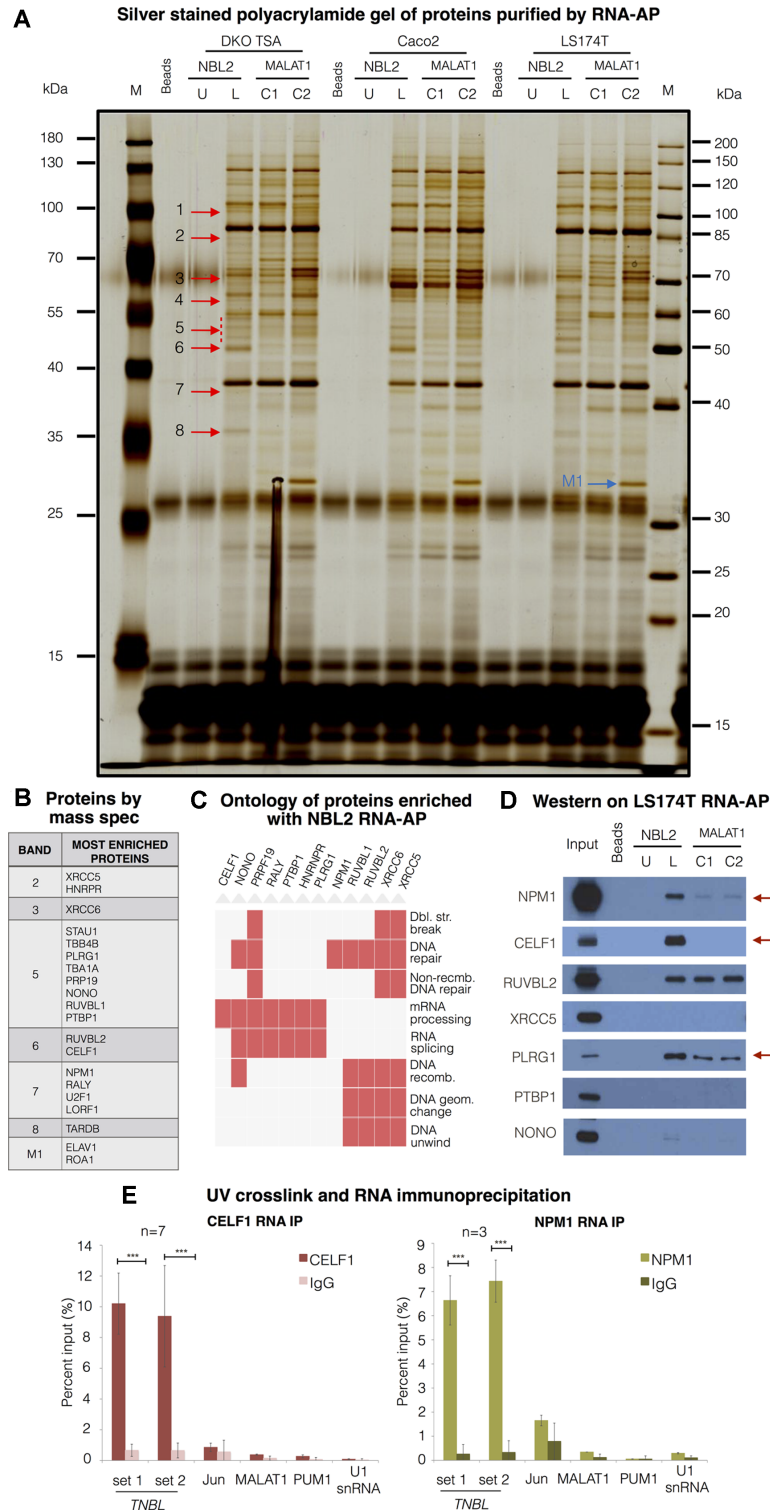 A
Silver stained polyacrylamide gel of proteins purified by RNA-AP
DKO TSA Caco2 LS174T
Beads NBL2 MALAT1 Beads NBL2 MALAT1 Beads NBL2 MALAT1
kDa M U L C1 C2 U L C1 C2 U L C1 C2 M kDa
180
130
100
70
55
40
35
25
15
1
2
3
4
5
6
7
8
M1
200
150
120
100
85
70
60
50
40
30
25
20
15
B Proteins by
mass spec
BAND MOST ENRICHED
PROTEINS
2 XRCC5
HNRPR
3 XRCC6
5 STAU1
TBB4B
PLRG1
TBA1A
PRP19
NONO
RUVBL1
PTBP1
6 RUVBL2
CELF1
7 NPM1
RALY
U2F1
LORF1
8 TARDB
M1 ELAV1
ROA1
C Ontology of proteins enriched
with NBL2 RNA-AP
CELF1 NONO PRPF19 RALY PTBP1 HNRNPR PLRG1 NPM1 RUVBL1 RUVBL2 XRCC6 XRCC5
Dbl. str.
break
DNA
repair
Non-recmb.
DNA repair
mRNA
processing
RNA
splicing
DNA
recomb.
DNA geom.
change
DNA
unwind
D Western on LS174T RNA-AP
Input Beads NBL2 MALAT1
U L C1 C2
NPM1
CELF1
RUVBL2
XRCC5
PLRG1
PTBP1
NONO
E UV crosslink and RNA immunoprecipitation
CELF1 RNA IP
n=7
*** ***
CELF1
IgG
Percent input (%)
14
12
10
8
6
4
2
0
set 1 set 2 Jun MALAT1 PUM1 U1
snRNA
TNBL
NPM1 RNA IP
n=3
*** ***
NPM1
IgG
Percent input (%)
9
8
7
6
5
4
3
2
1
0
set 1 set 2 Jun MALAT1 PUM1 U1
snRNA
TNBL